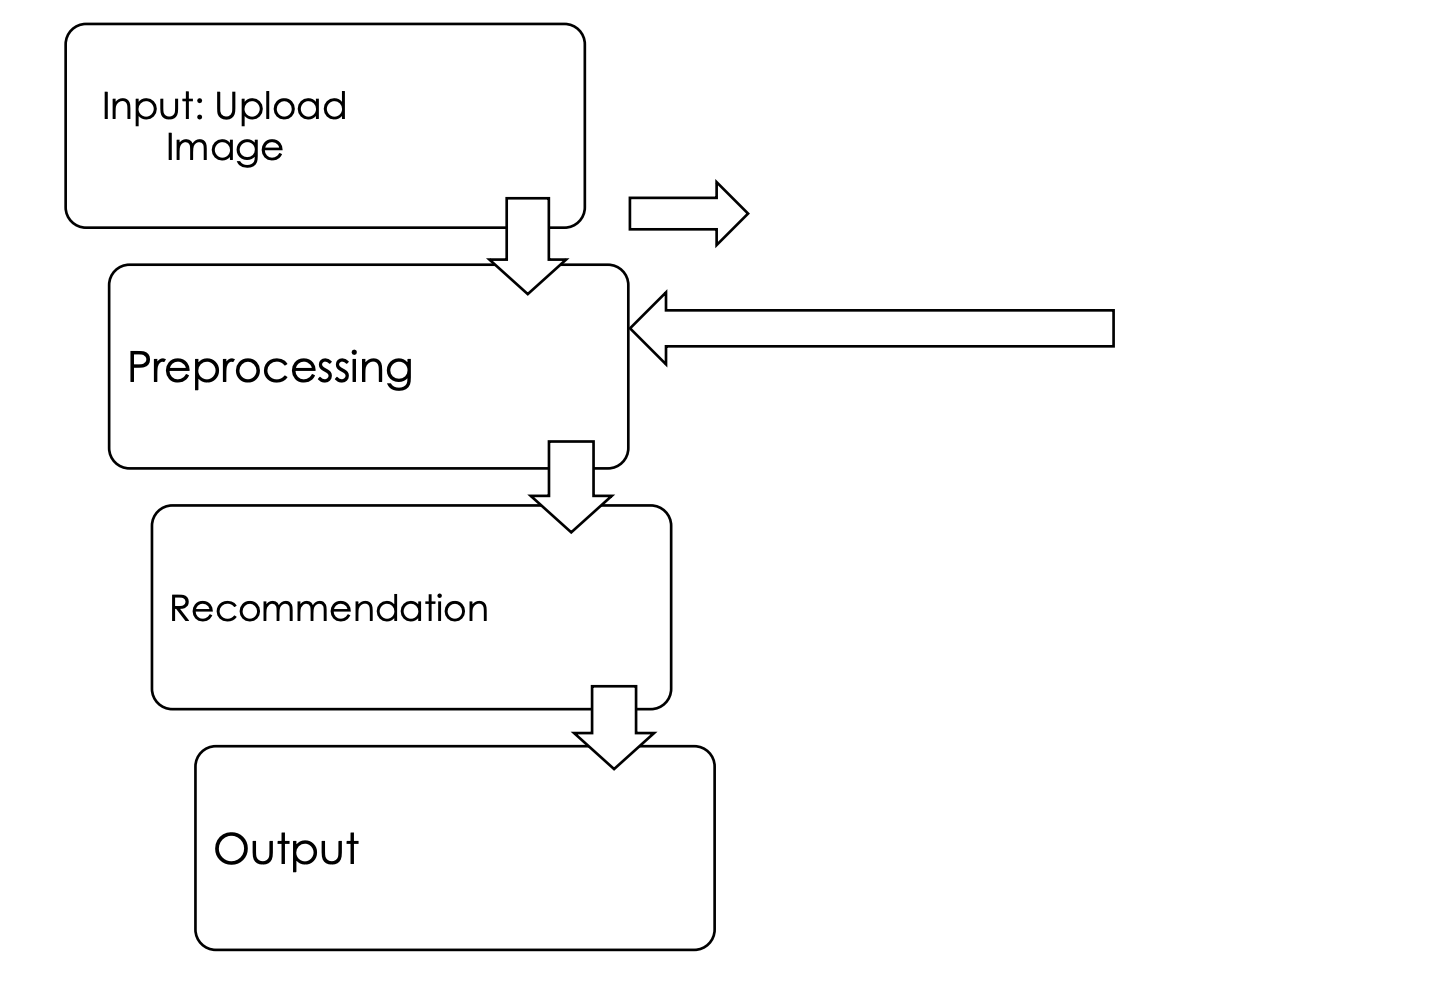 Input: Upload
Image
Preprocessing
Recommendation
Output